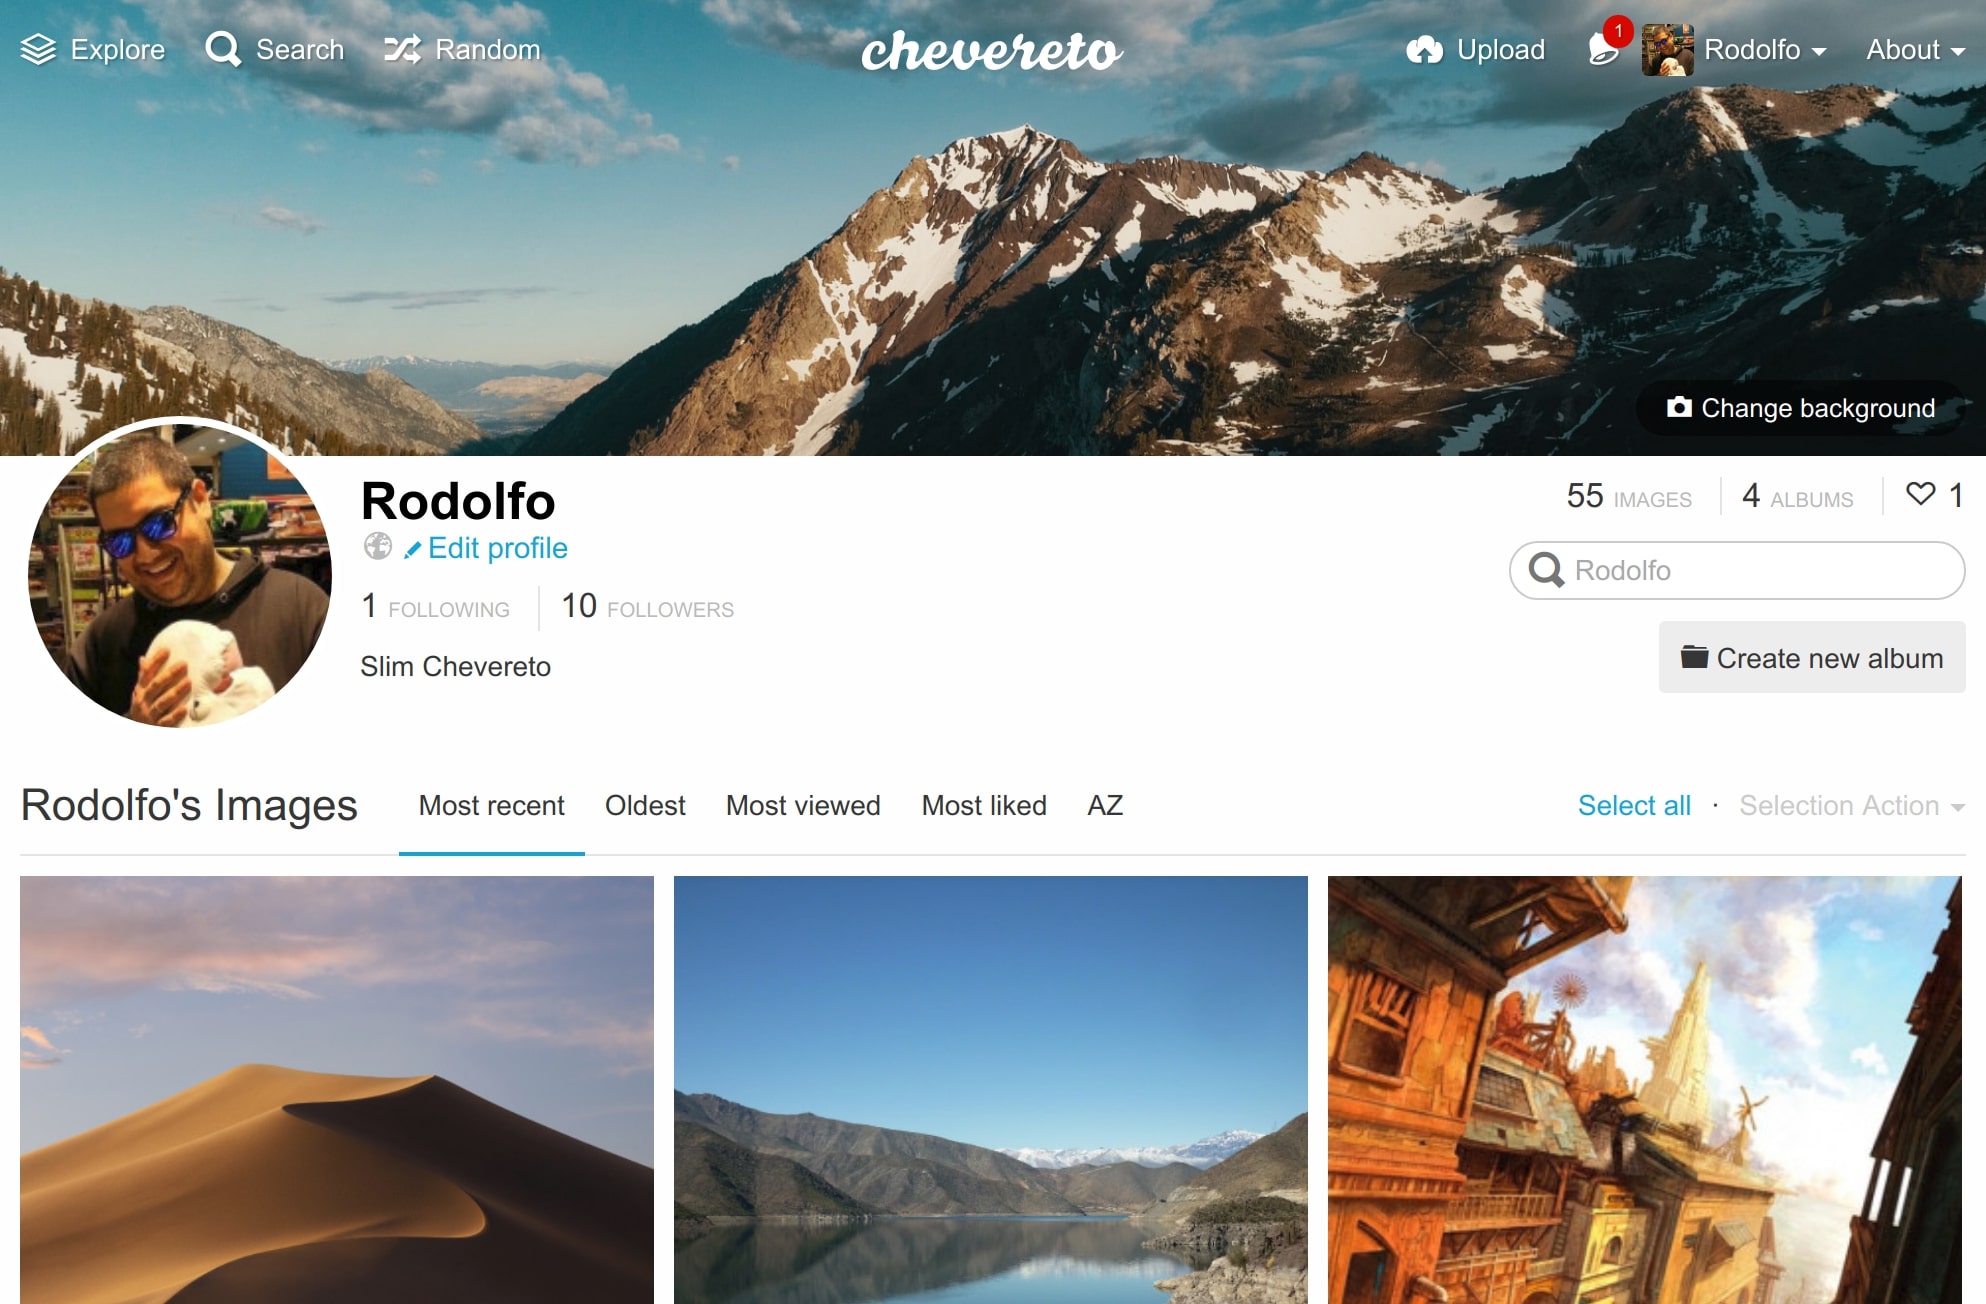 Explore Search Random chevereto Upload 1 Rodolfo About
Change background
Rodolfo
Edit profile
1 FOLLOWING 10 FOLLOWERS
Slim Chevereto
55 IMAGES 4 ALBUMS 1
Rodolfo
Create new album
Rodolfo's Images Most recent Oldest Most viewed Most liked AZ Select all · Selection Action